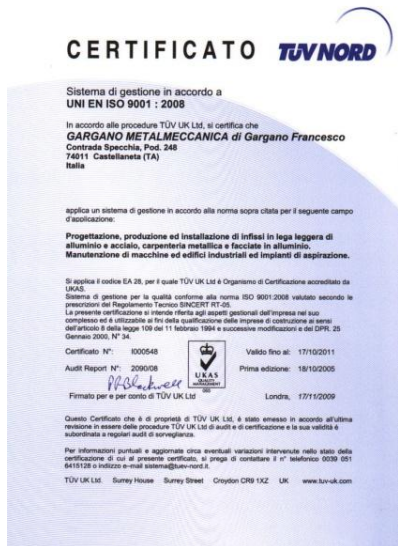 CERTIFICATO TÜV NORD
Sistema di gestione in accordo a
UNI EN ISO 9001 : 2008
In accordo alle procedure TÜV UK Ltd, si certifica che
GARGANO METALMECCANICA di Gargano Francesco
Contrada Specchia, Pod. 248
74011 Castellaneta (TA)
Italia
applica un sistema di gestione in accordo alla norma sopra citata per il seguente campo
d'applicazione:
Progettazione, produzione ed installazione di infissi in lega leggera di
alluminio e acciaio, carpenteria metallica e facciate in alluminio.
Manutenzione di macchine ed edifici industriali ed impianti di aspirazione.
Si applica il codice EA 28, per il quale TÜV UK Ltd è Organismo di Certificazione accreditato da
UKAS.
Sistema di gestione per la qualità conforme alla norma ISO 9001:2008 valutato secondo le
prescrizioni del Regolamento Tecnico SINCERT RT-05.
La presente certificazione si intende riferita agli aspetti gestionali dell'impresa nel suo
complesso ed è utilizzabile ai fini della qualificazione delle imprese di costruzione ai sensi
dell'articolo 8 della legge 109 del 11 febbraio 1994 e successive modificazioni e del DPR. 25
Gennaio 2000, N° 34.
Certificato N°: I000548 Valido fino al: 17/10/2011
Audit Report N°: 2090/08 Prima edizione: 18/10/2005
UKAS
QUALITY
MANAGEMENT
Firmato per e per conto di TÜV UK Ltd Londra, 17/11/2009
Questo Certificato che è di proprietà di TÜV UK Ltd, è stato emesso in accordo all'ultima
revisione in essere delle procedure TÜV UK Ltd di audit e di certificazione e la sua validità è
subordinata a regolari audit di sorveglianza.
Per informazioni puntuali e aggiornate circa eventuali variazioni intervenute nello stato della
certificazione di cui al presente certificato, si prega di contattare il n° telefonico 0039 051
6415128 o indirizzo e-mail sistema@tuev-nord.it.
TÜV UK Ltd. Surrey House Surrey Street Croydon CR9 1XZ UK www.tuv-uk.com